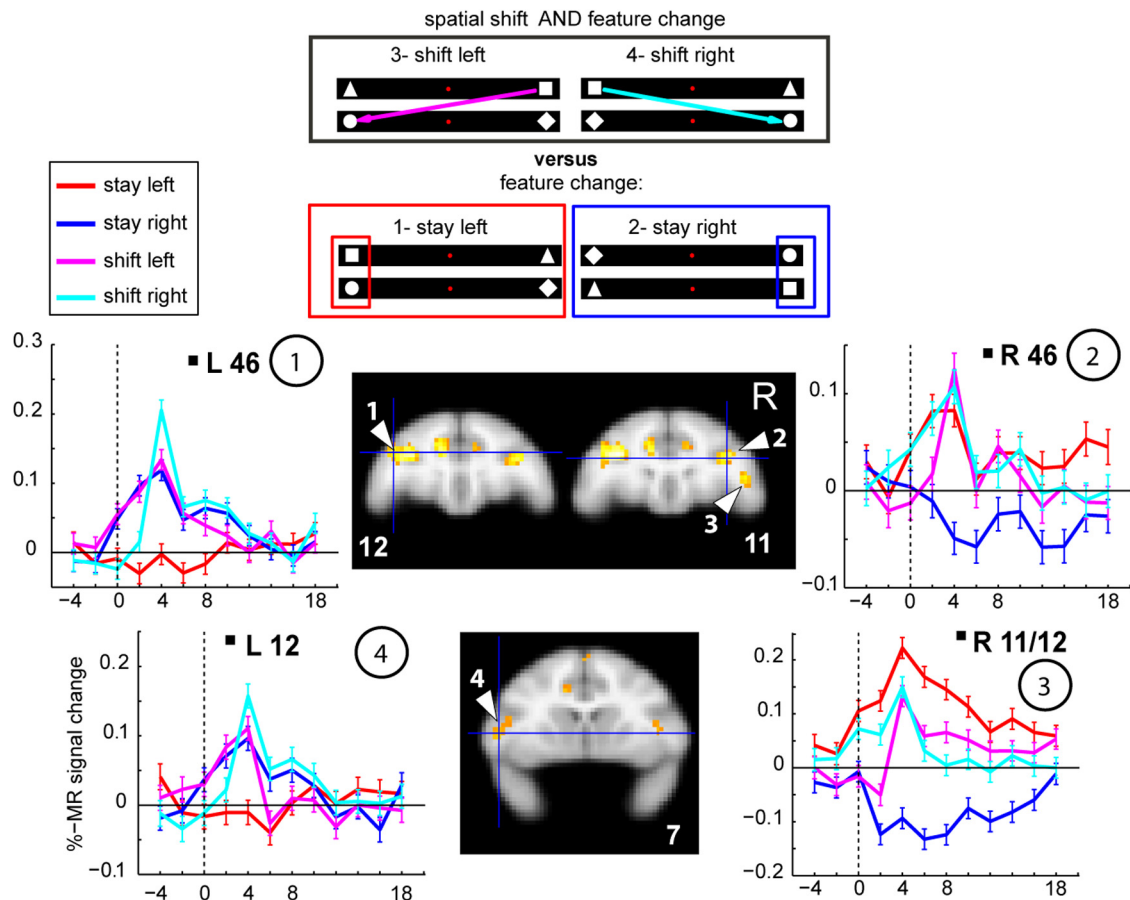 spatial shift AND feature change
3- shift left
4- shift right
versus
feature change:
stay left
stay right
shift left
shift right
1- stay left
2- stay right
0.3
0.2
0.1
0
−4
0
4
8
18
L 46
1
1
R
2
3
12
11
R 46
2
0.1
0
−0.1
−4
0
4
8
18
%-MR signal change
0.2
0.1
0
−0.1
−4
0
4
8
18
L 12
4
4
7
R 11/12
3
0.2
0.1
0
−0.1
−0.2
−4
0
4
8
18